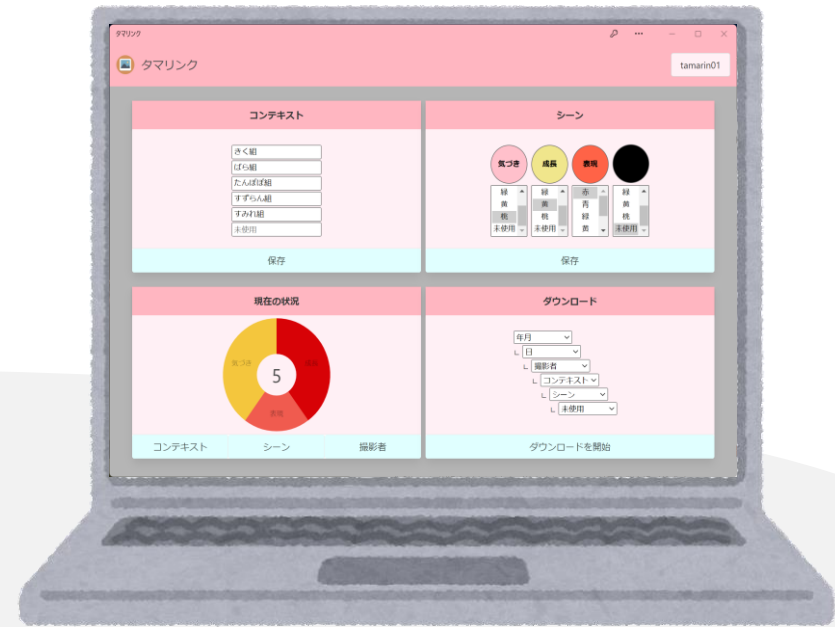 タマリンク
タマリンク
tamarin01
コンテキスト
きく組
ばら組
たんぽぽ組
すずらん組
すみれ組
未使用
保存
シーン
気づき 成長 表現
緑 緑 赤 緑
黄 黄 青 黄
桃 桃 緑 桃
未使用 未使用 黄 未使用
保存
現在の状況
気づき
5
表現
コンテキスト シーン 撮影者
ダウンロード
年月
∟ 日
∟ 撮影者
∟ コンテキスト
∟ シーン
∟ 未使用
ダウンロードを開始